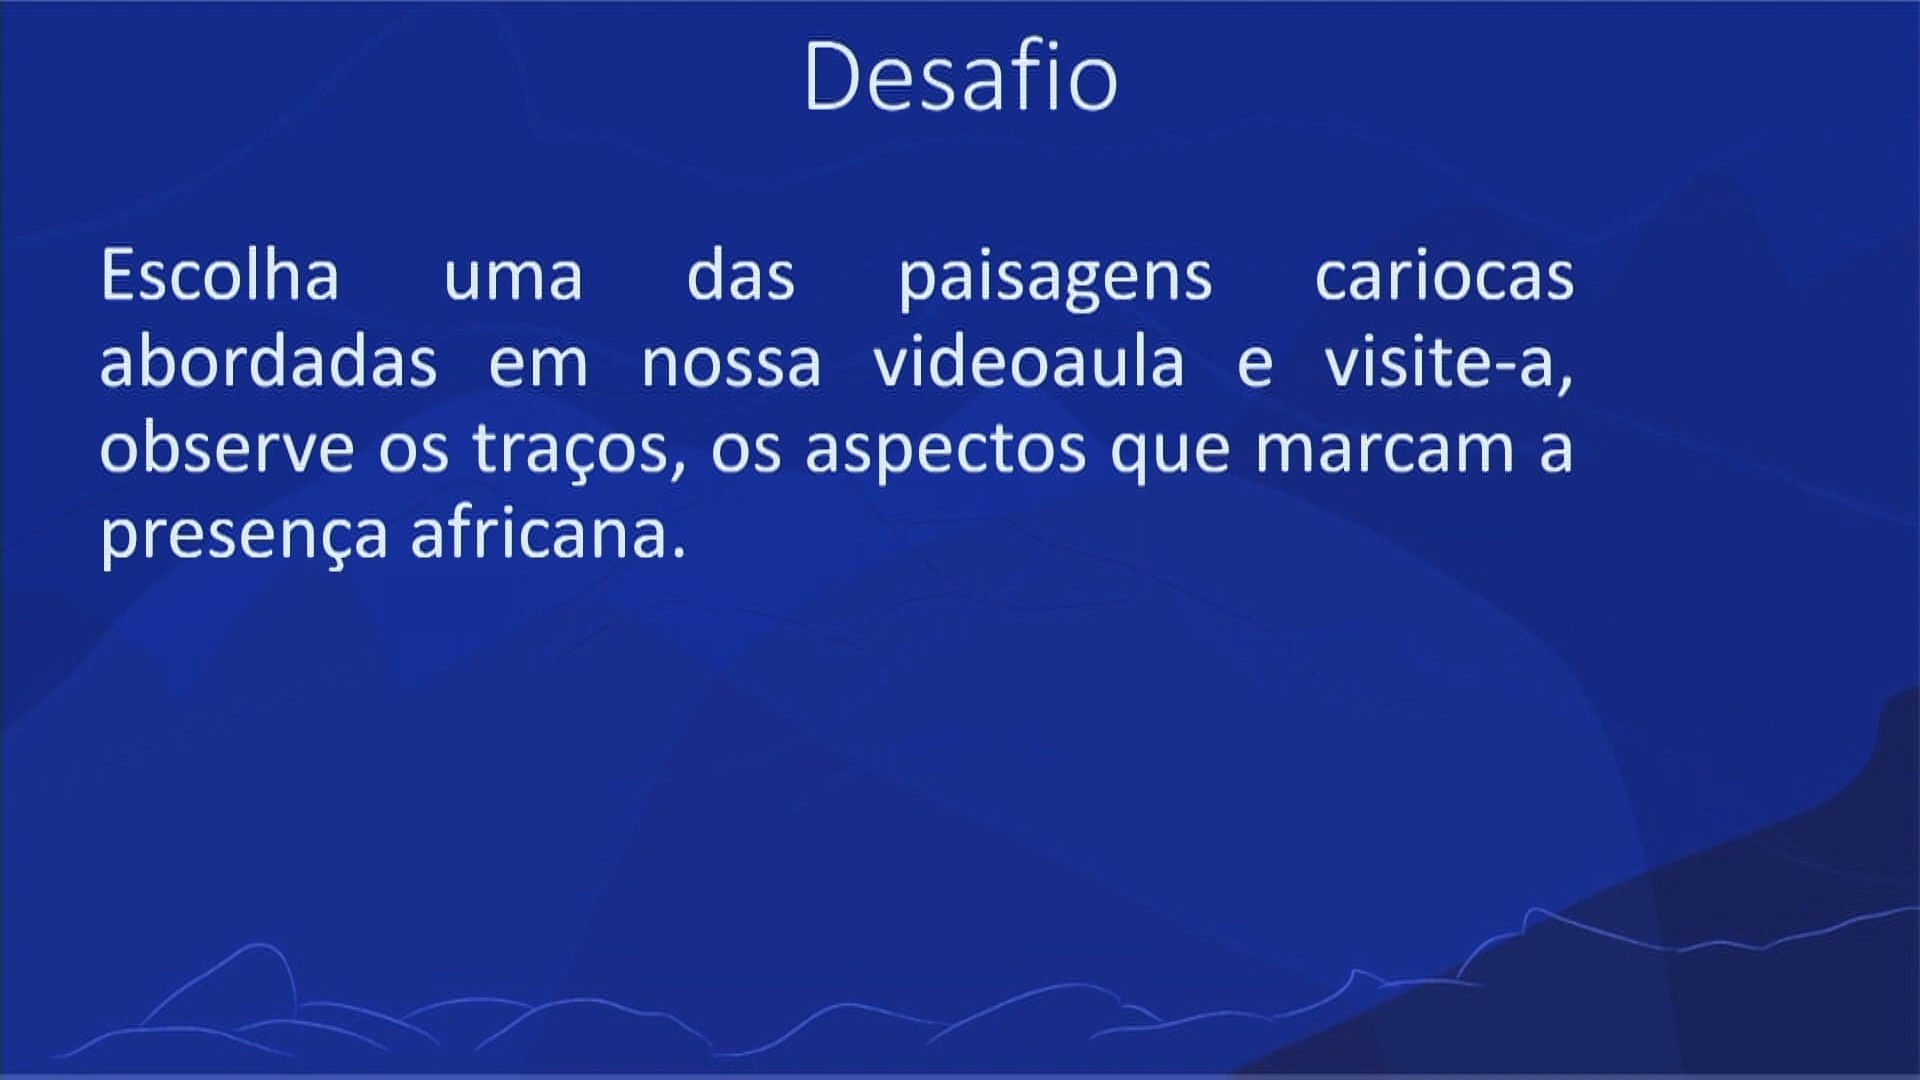 Desafio
Escolha uma das paisagens cariocas
abordadas em nossa videoaula e visite-a,
observe os traços, os aspectos que marcam a
presença africana.